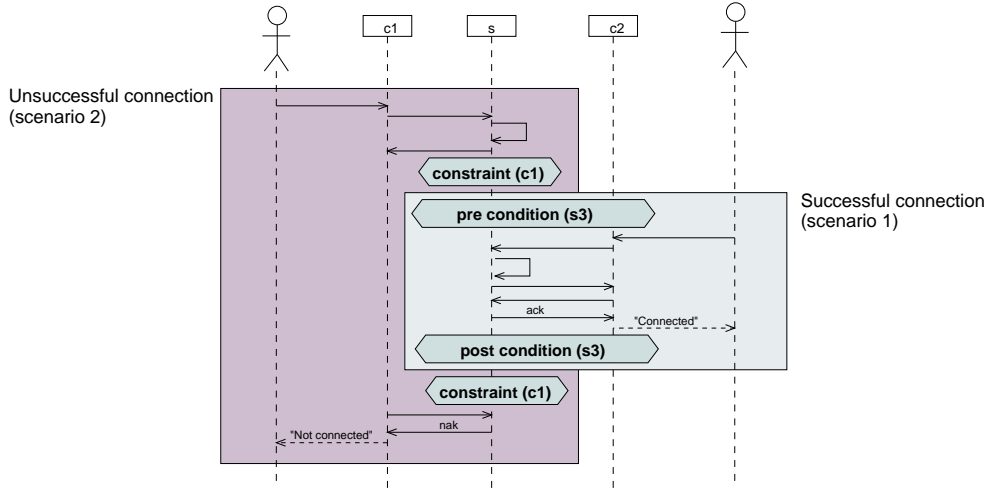 c1
s
c2
Unsuccessful connection
(scenario 2)
constraint (c1)
Successful connection
(scenario 1)
pre condition (s3)
ack
"Connected"
post condition (s3)
constraint (c1)
nak
"Not connected"